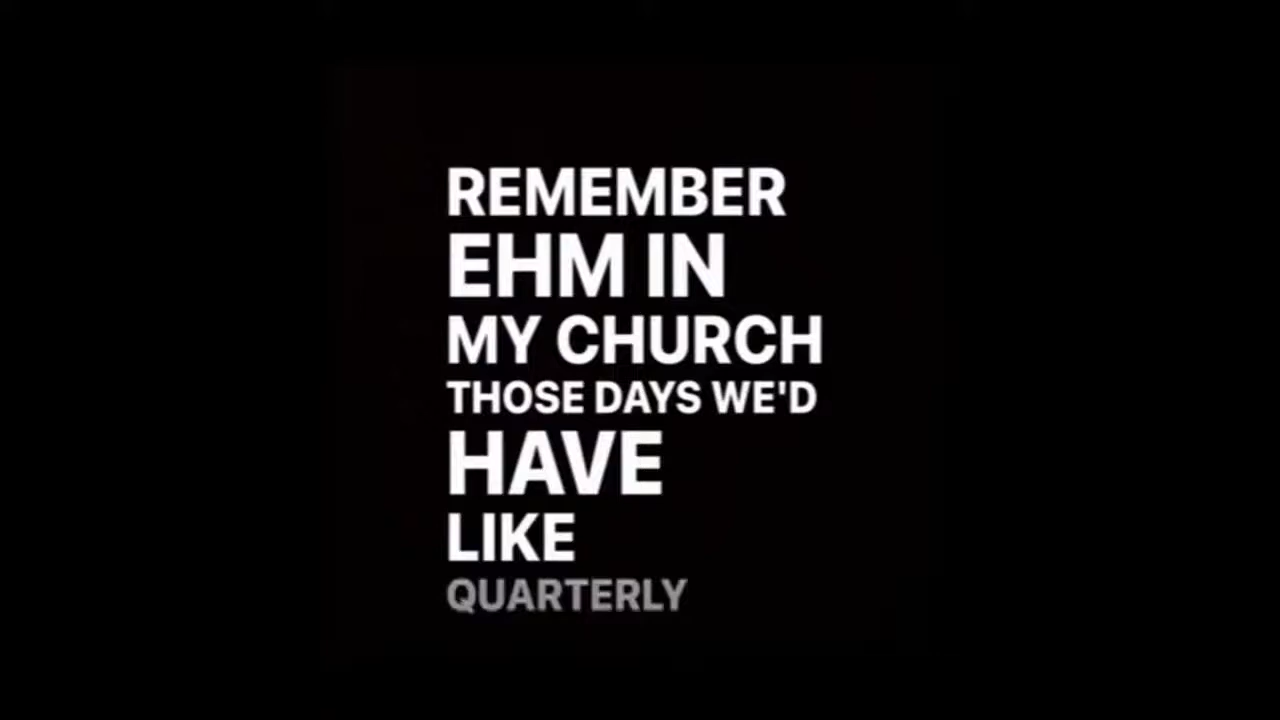 REMEMBER
EHM IN
MY CHURCH
THOSE DAYS WE'D
HAVE
LIKE
QUARTERLY